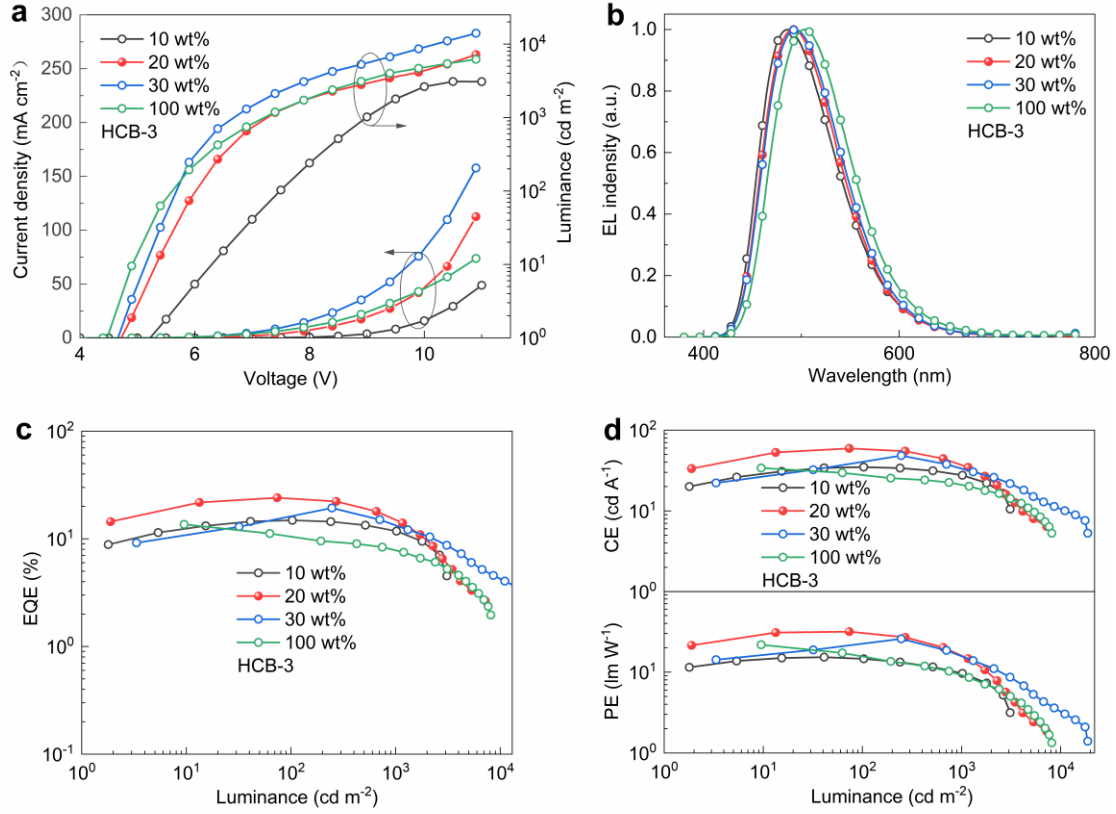 a
300
250
200
150
100
50
0
Current density (mA cm⁻²)
10 wt%
20 wt%
30 wt%
100 wt%
HCB-3
10⁴
10³
10²
10¹
10⁰
Luminance (cd m⁻²)
4 6 8 10
Voltage (V)
b
1.0
0.8
0.6
0.4
0.2
0.0
EL indensity (a.u.)
10 wt%
20 wt%
30 wt%
100 wt%
HCB-3
400 600 800
Wavelength (nm)
c
10²
10¹
10⁰
10⁻¹
EQE (%)
10 wt%
20 wt%
30 wt%
100 wt%
HCB-3
10⁰ 10¹ 10² 10³ 10⁴
Luminance (cd m⁻²)
d
10²
10¹
10⁰
CE (cd A⁻¹)
10 wt%
20 wt%
30 wt%
100 wt%
HCB-3
10¹
10⁰
PE (lm W⁻¹)
10⁰ 10¹ 10² 10³ 10⁴
Luminance (cd m⁻²)